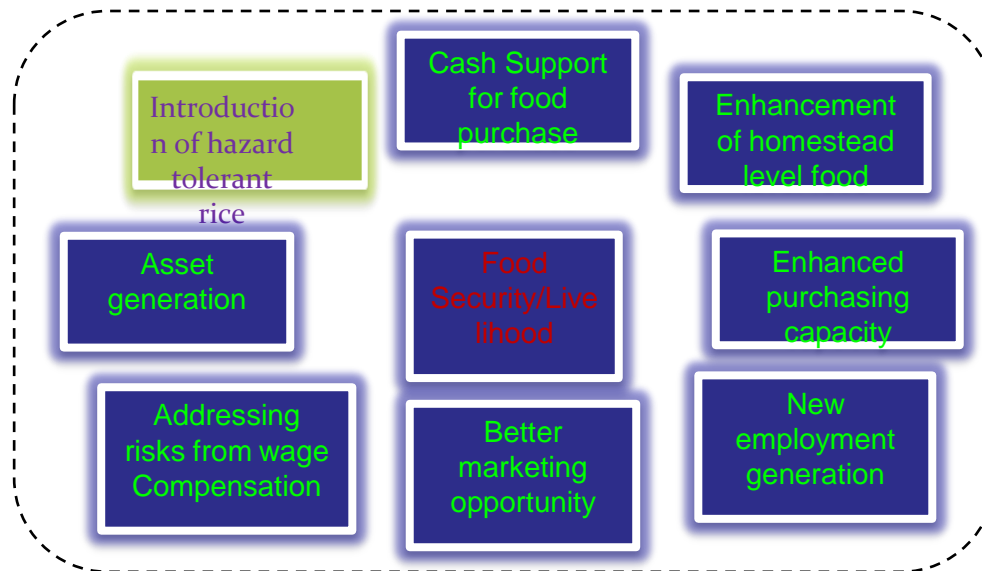 Introductio
n of hazard
tolerant
rice
Cash Support
for food
purchase
Enhancement
of homestead
level food
Asset
generation
Food
Security/Live
lihood
Enhanced
purchasing
capacity
Addressing
risks from wage
Compensation
Better
marketing
opportunity
New
employment
generation